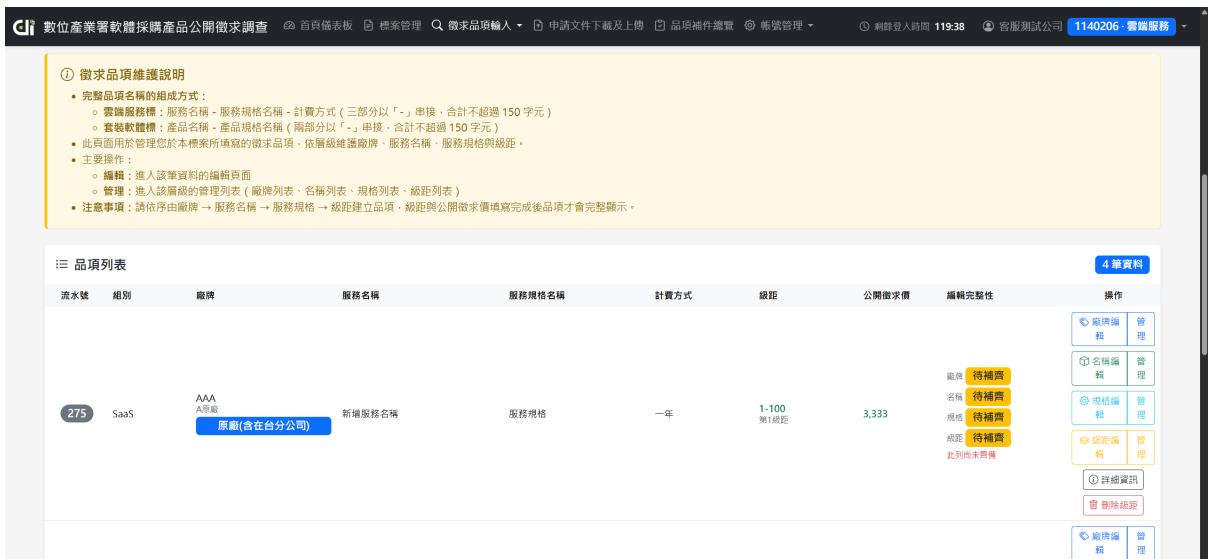 數位產業署軟體採購產品公開徵求調查 首頁儀表板 標案管理 徵求品項輸入 申請文件下載及上傳 品項補件總覽 帳號管理 剩餘登入時間 119:38 客服測試公司 1140206 · 雲端服務
徵求品項維護說明
• 完整品項名稱的組成方式：
雲端服務標：服務名稱 - 服務規格名稱 - 計費方式（三部分以「-」串接，合計不超過 150 字元）
套裝軟體標：產品名稱 - 產品規格名稱（兩部分以「-」串接，合計不超過 150 字元）
• 此頁面用於管理您於本標案所填寫的徵求品項，依層級維護廠牌、服務名稱、服務規格與級距。
• 主要操作：
編輯：進入該筆資料的編輯頁面
管理：進入該層級的管理列表（廠牌列表、名稱列表、規格列表、級距列表）
• 注意事項：請依序由廠牌 → 服務名稱 → 服務規格 → 級距建立品項，級距與公開徵求價填寫完成後品項才會完整顯示。
品項列表 4 筆資料
流水號 組別 廠牌 服務名稱 服務規格名稱 計費方式 級距 公開徵求價 編輯完整性 操作
275 SaaS
AAA
A原廠
原廠(含在台分公司)
新增服務名稱 服務規格 一年
1-100
第1級距
3,333
廠牌 待補齊
名稱 待補齊
規格 待補齊
級距 待補齊
此列尚未齊備
廠牌編輯 管理
名稱編輯 管理
規格編輯 管理
級距編輯 管理
詳細資訊
刪除級距
廠牌編輯 管理